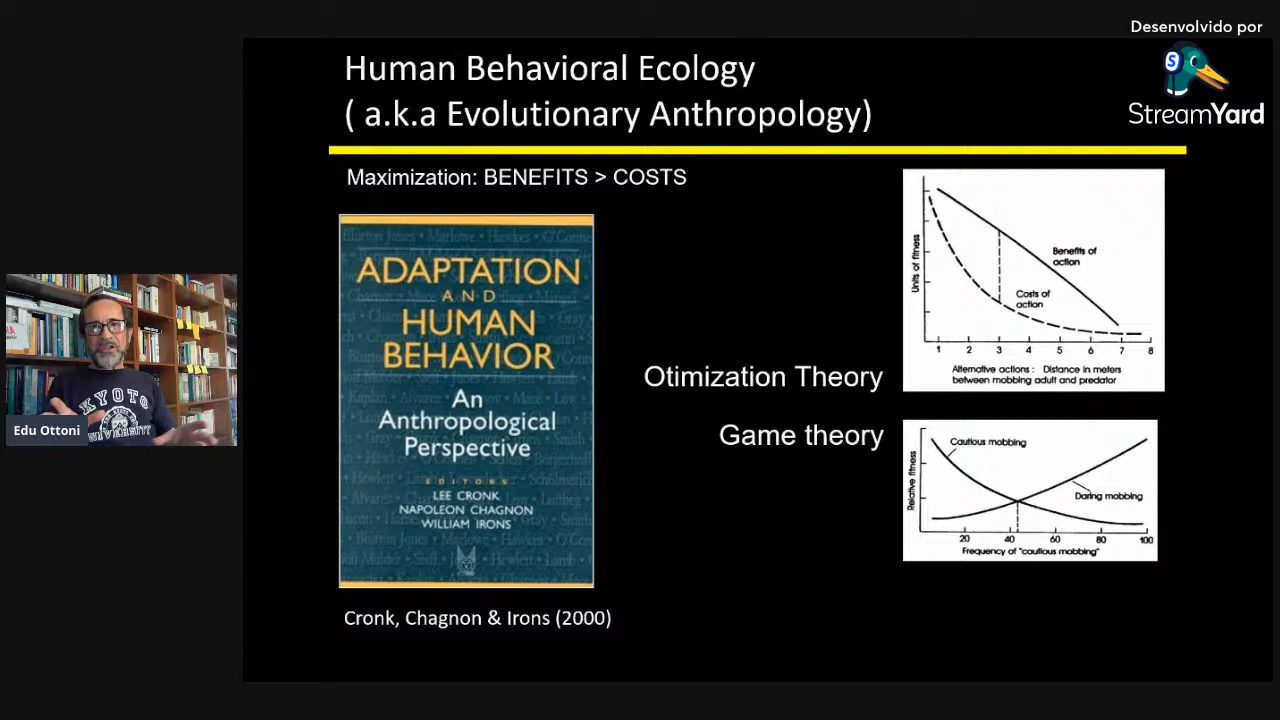 Desenvolvido por
StreamYard
Human Behavioral Ecology
( a.k.a Evolutionary Anthropology)
Maximization: BENEFITS > COSTS
ADAPTATION
AND
HUMAN
BEHAVIOR
An
Anthropological
Perspective
EDITORS
LEE CRONK
NAPOLEON CHAGNON
WILLIAM IRONS
Cronk, Chagnon & Irons (2000)
Otimization Theory
Game theory
Units of fitness
Benefits of
action
Costs of
action
1 2 3 4 5 6 7 8
Alternative actions : Distance in meters
between mobbing adult and predator
Relative fitness
Cautious mobbing
Daring mobbing
20 40 60 80 100
Frequency of "cautious mobbing"
KYOTO
UNIVERSITY
Edu Ottoni